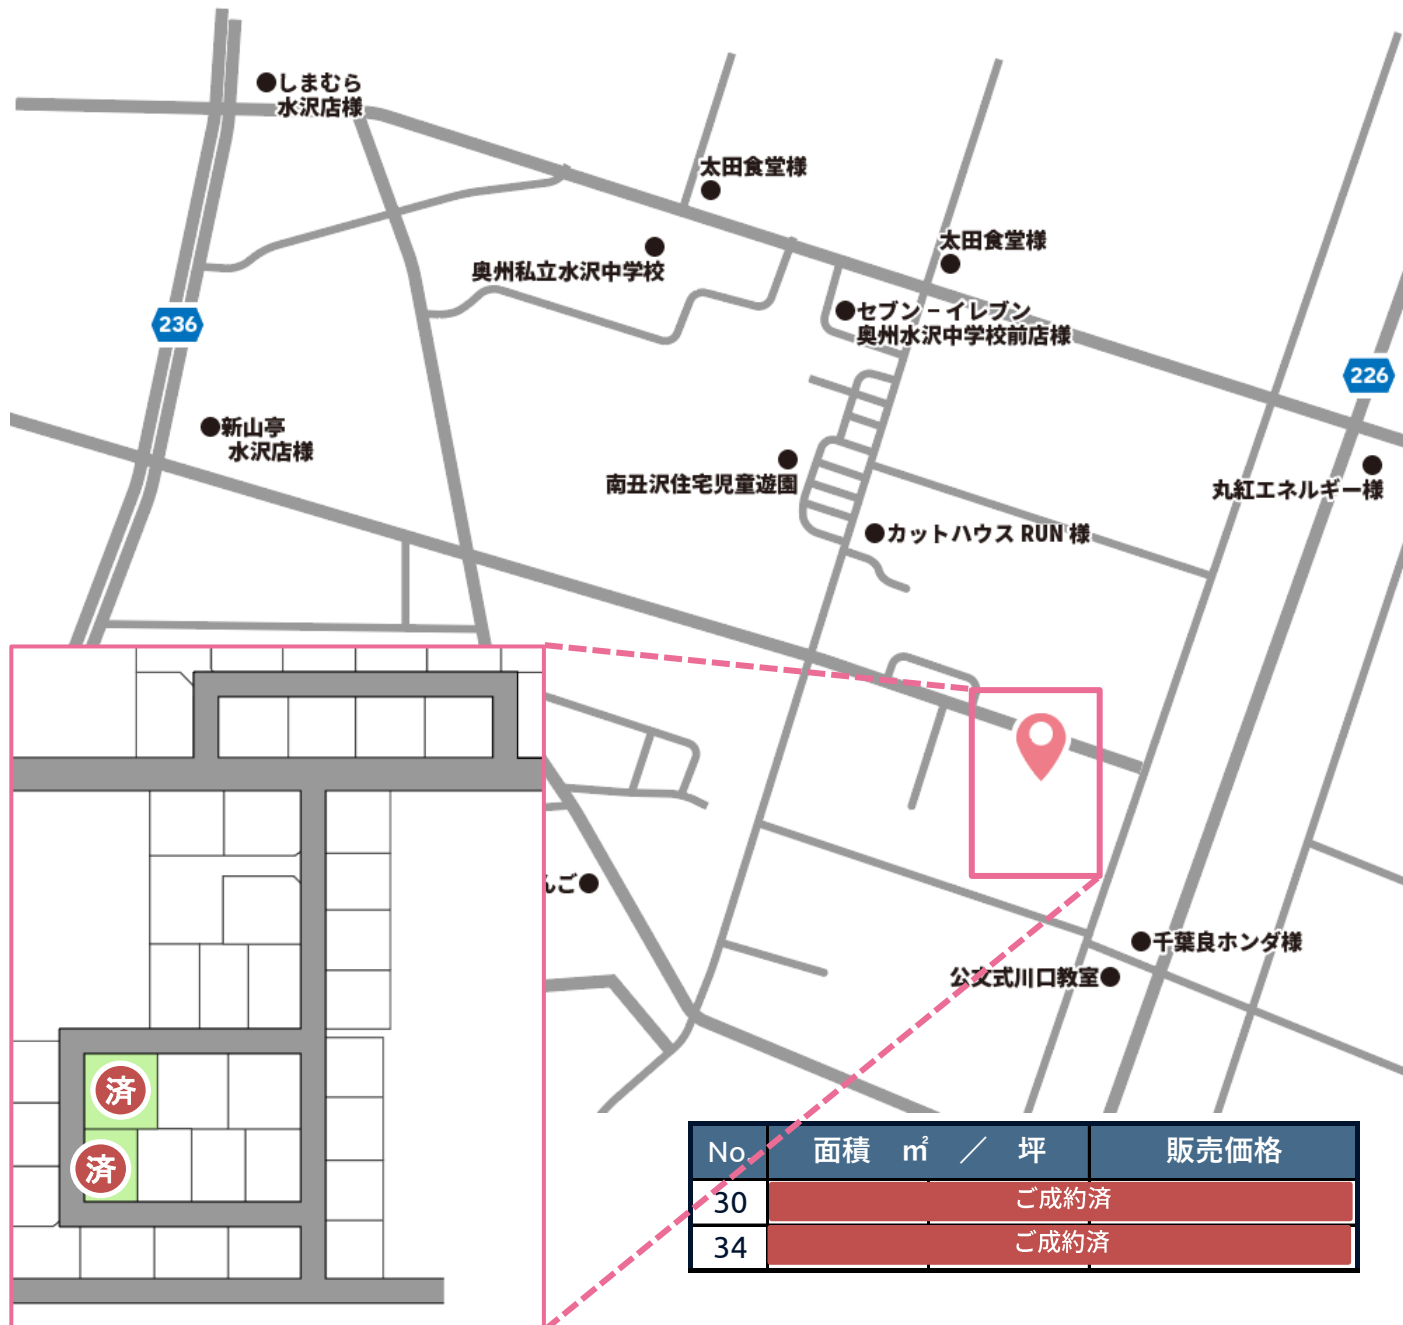 しまむら
水沢店様
太田食堂様
太田食堂様
奥州私立水沢中学校
セブン－イレブン
奥州水沢中学校前店様
236
226
新山亭
水沢店様
南丑沢住宅児童遊園
丸紅エネルギー様
カットハウス RUN 様
んご
千葉良ホンダ様
公文式川口教室
済
済
No. 面積 ㎡ ／ 坪 販売価格
30 ご成約済
34 ご成約済